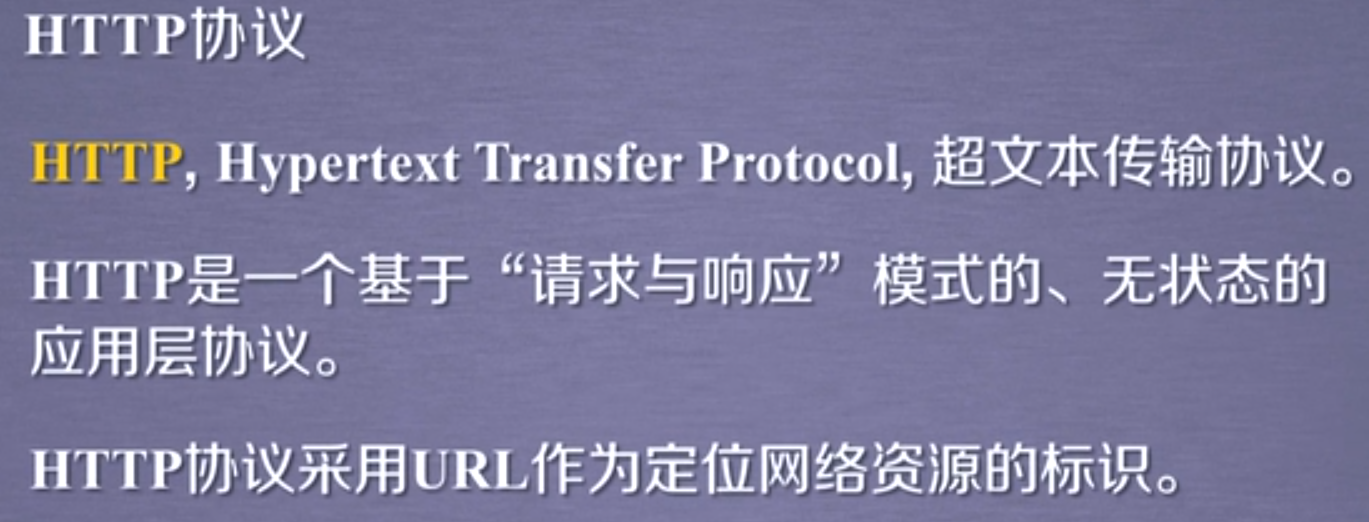 HTTP协议
HTTP, Hypertext Transfer Protocol, 超文本传输协议。
HTTP是一个基于“请求与响应”模式的、无状态的
应用层协议。
HTTP协议采用URL作为定位网络资源的标识。